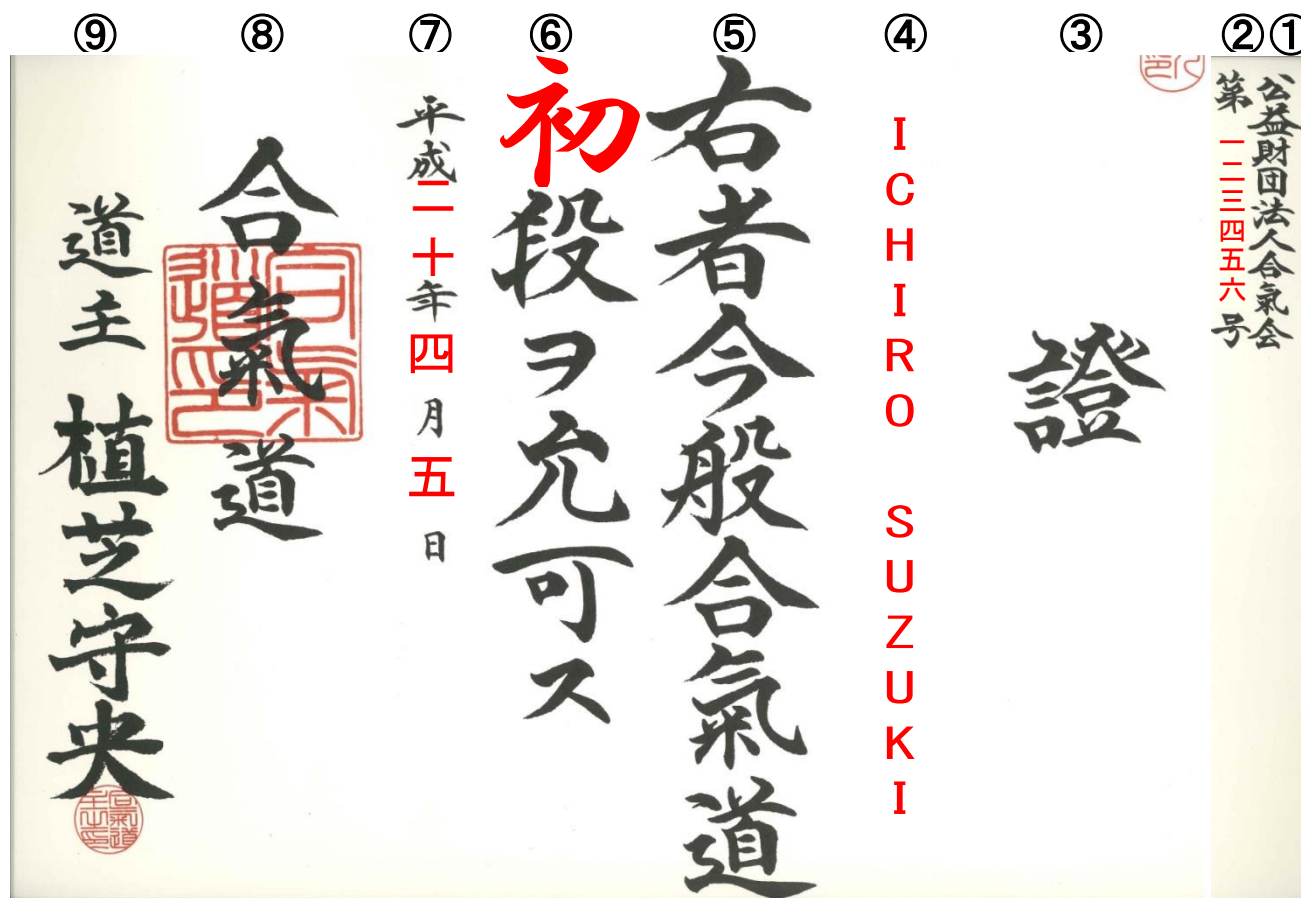 ①
公益財団法人合氣会
②
第一二三四五六号
③
證
④
ICHIRO SUZUKI
⑤
右者今般合氣道
⑥
初段ヲ允可ス
⑦
平成二十年四月五日
⑧
合氣道
⑨
道主 植芝守央